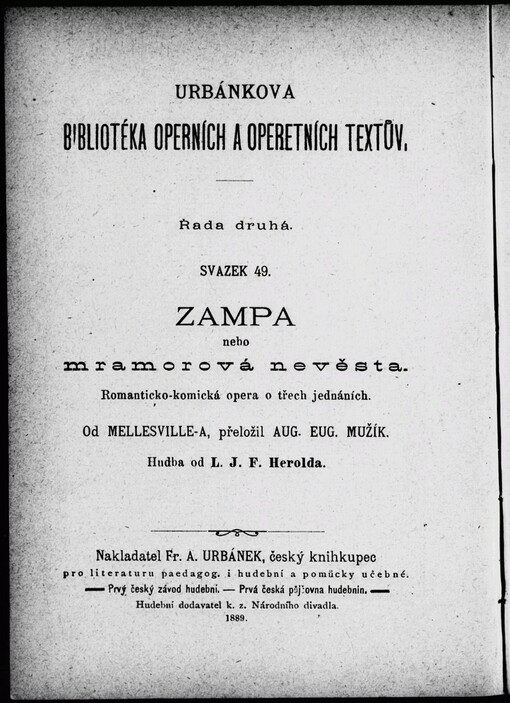 URBÁNKOVA
BIBLIOTÉKA OPERNÍCH A OPERETNÍCH TEXTŮV.
Řada druhá.
SVAZEK 49.
ZAMPA
nebo
mramorová nevěsta.
Romanticko-komická opera o třech jednáních.
Od MELLESVILLE-A, přeložil AUG. EUG. MUŽÍK.
Hudba od L. J. F. Herolda.
Nakladatel Fr. A. URBÁNEK, český knihkupec
pro literaturu paedagog. i hudební a pomůcky učebné.
— Prvý český závod hudební. — Prvá česká půjčovna hudebnin. —
Hudební dodavatel k. z. Národního divadla.
1889.